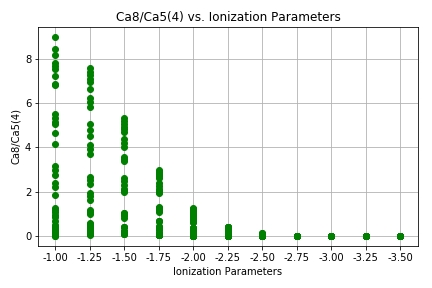 Ca8/Ca5(4) vs. Ionization Parameters
Ca8/Ca5(4)
8
6
4
2
0
-1.00 -1.25 -1.50 -1.75 -2.00 -2.25 -2.50 -2.75 -3.00 -3.25 -3.50
Ionization Parameters